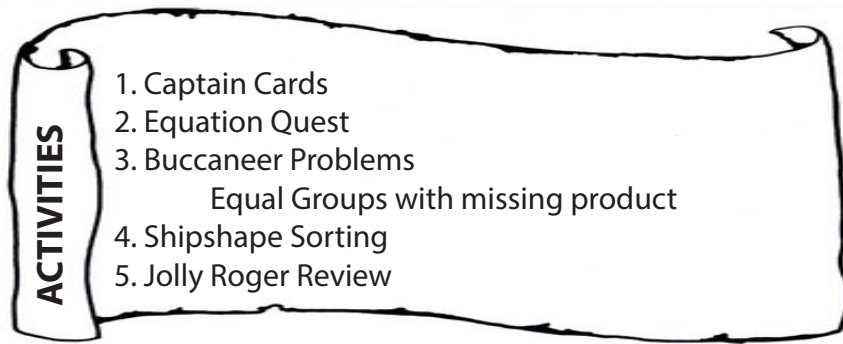 ACTIVITIES
1. Captain Cards
2. Equation Quest
3. Buccaneer Problems
Equal Groups with missing product
4. Shipshape Sorting
5. Jolly Roger Review